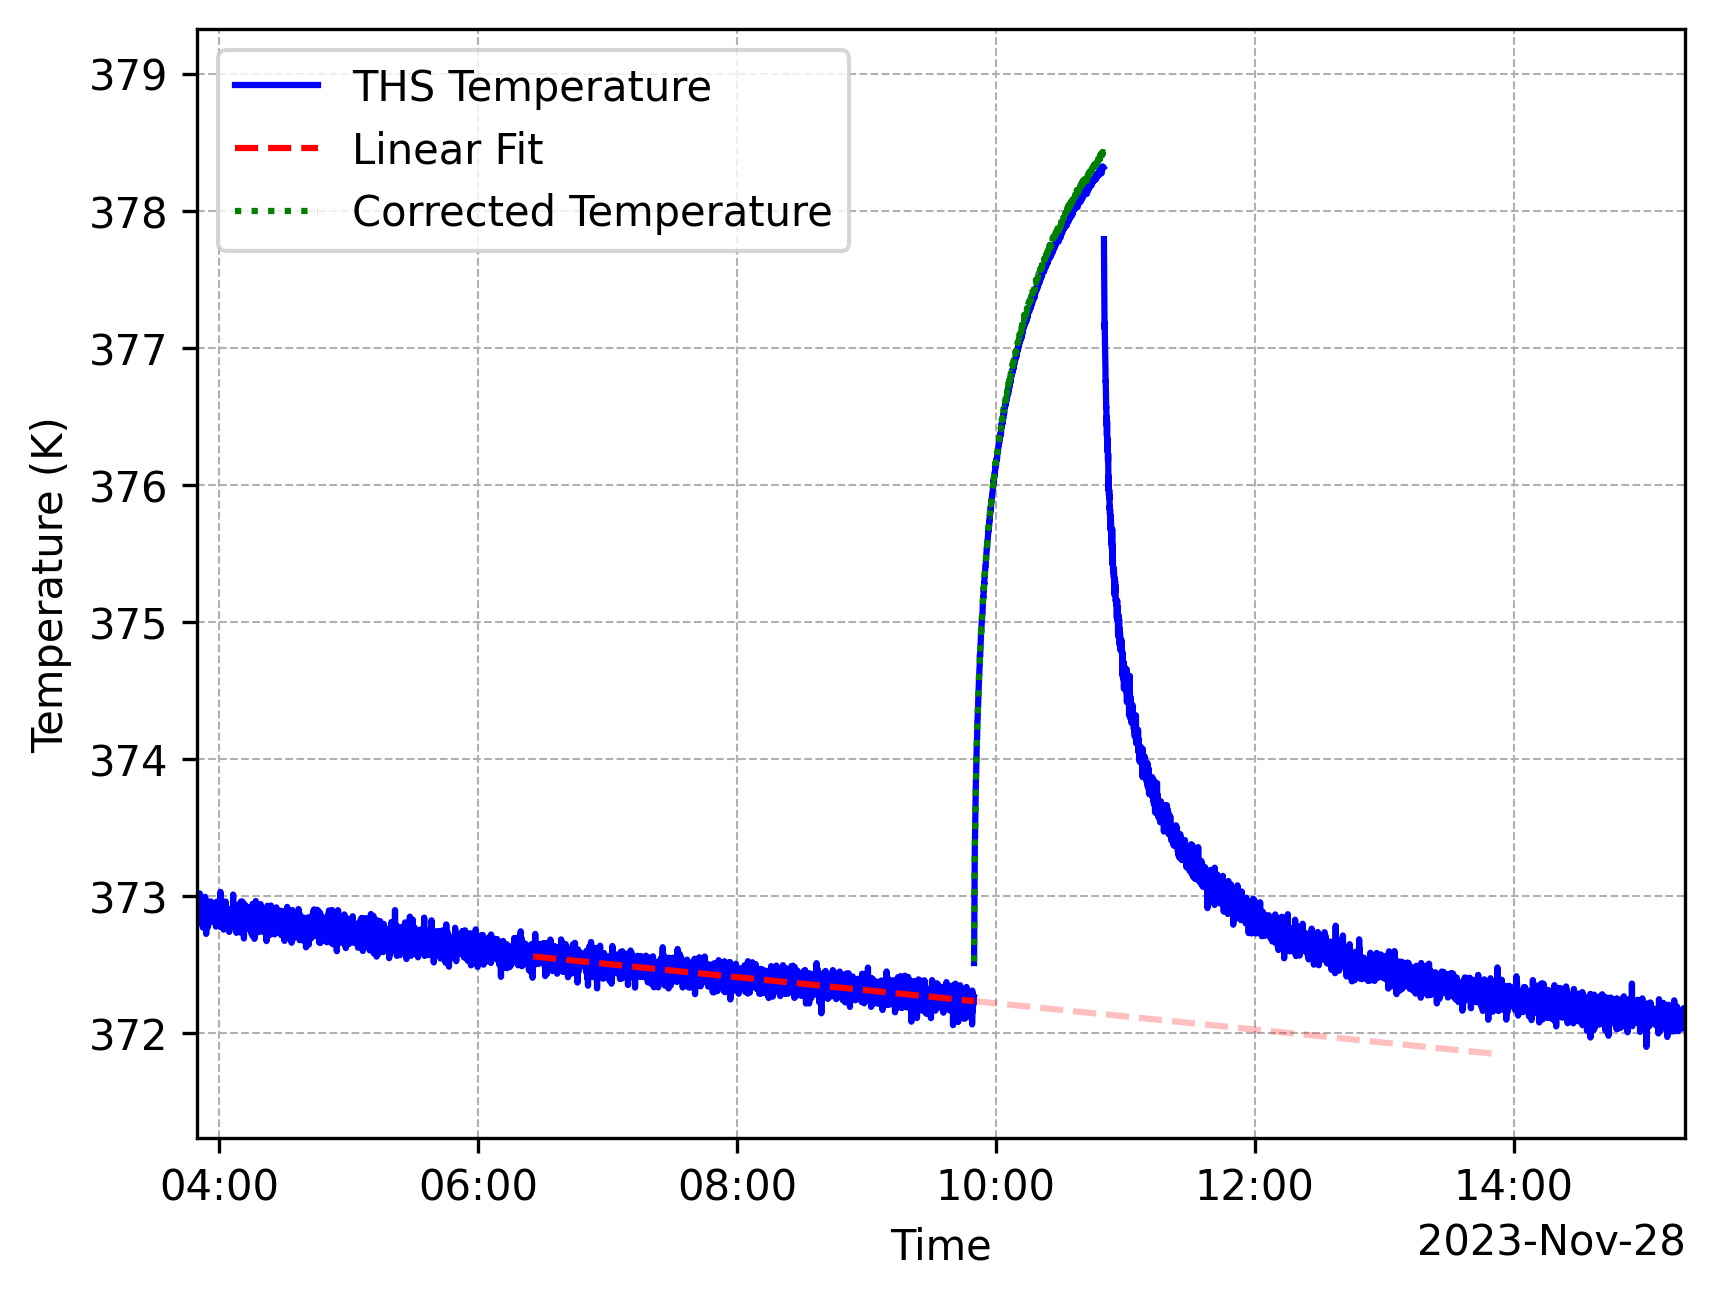 379
378
377
376
375
374
373
372
Temperature (K)
THS Temperature
Linear Fit
Corrected Temperature
04:00 06:00 08:00 10:00 12:00 14:00
Time
2023-Nov-28